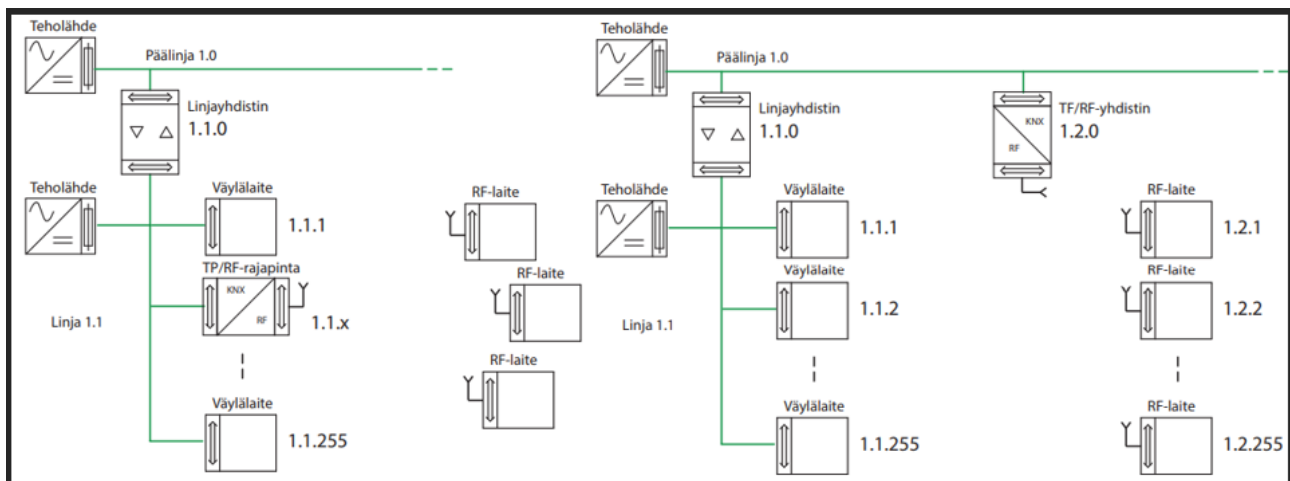 Teholähde
Päälinja 1.0
Linjayhdistin
1.1.0
Teholähde
Väylälaite
1.1.1
TP/RF-rajapinta
KNX
RF
1.1.x
Linja 1.1
Väylälaite
1.1.255
RF-laite
RF-laite
RF-laite
Teholähde
Päälinja 1.0
Linjayhdistin
1.1.0
TF/RF-yhdistin
KNX
RF
1.2.0
Teholähde
Väylälaite
1.1.1
Väylälaite
1.1.2
Linja 1.1
Väylälaite
1.1.255
RF-laite
1.2.1
RF-laite
1.2.2
RF-laite
1.2.255